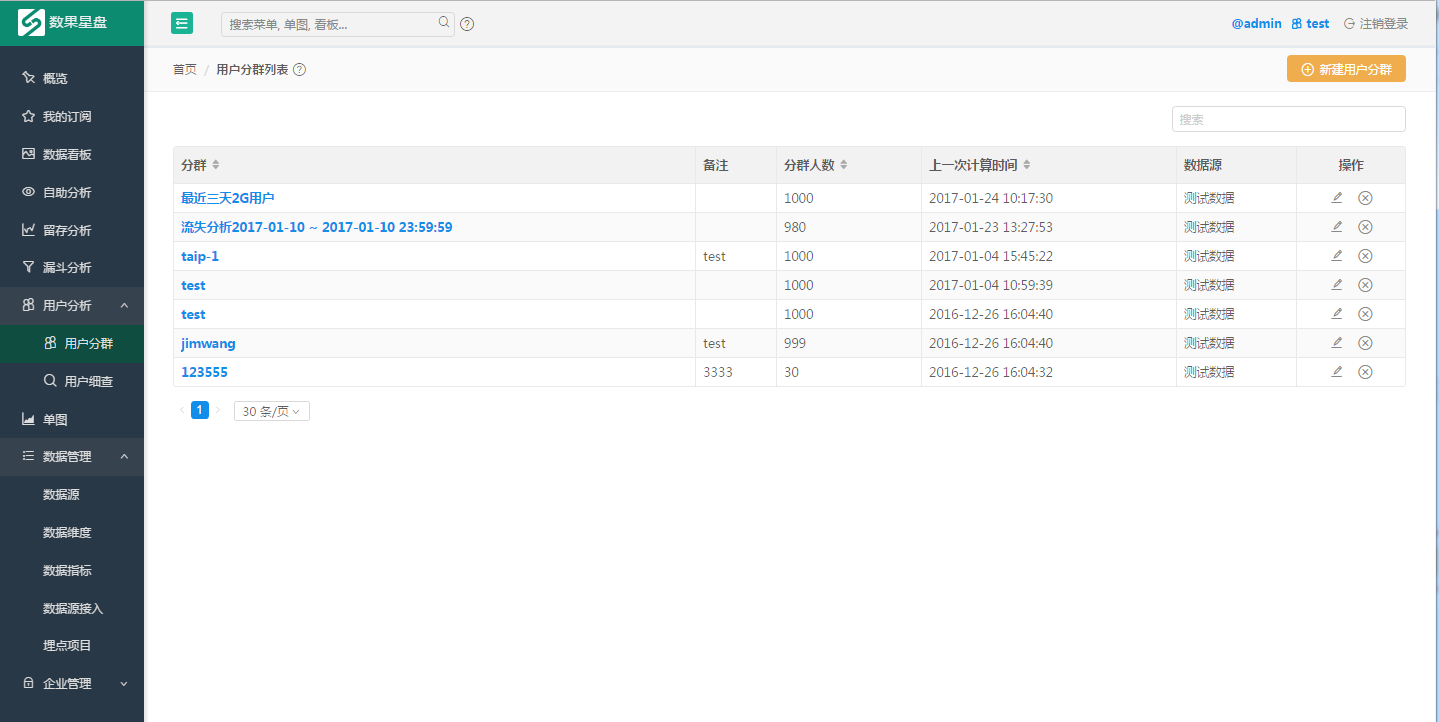 数果星盘
搜索菜单, 单图, 看板...
@admin test 注销登录
首页 / 用户分群列表
新建用户分群
搜索
概览
我的订阅
数据看板
自助分析
留存分析
漏斗分析
用户分析
用户分群
用户细查
单图
数据管理
数据源
数据维度
数据指标
数据源接入
埋点项目
企业管理
分群 备注 分群人数 上一次计算时间 数据源 操作
最近三天2G用户 1000 2017-01-24 10:17:30 测试数据
流失分析2017-01-10 ~ 2017-01-10 23:59:59 980 2017-01-23 13:27:53 测试数据
taip-1 test 1000 2017-01-04 15:45:22 测试数据
test 1000 2017-01-04 10:59:39 测试数据
test 1000 2016-12-26 16:04:40 测试数据
jimwang test 999 2016-12-26 16:04:40 测试数据
123555 3333 30 2016-12-26 16:04:32 测试数据
1 30 条/页